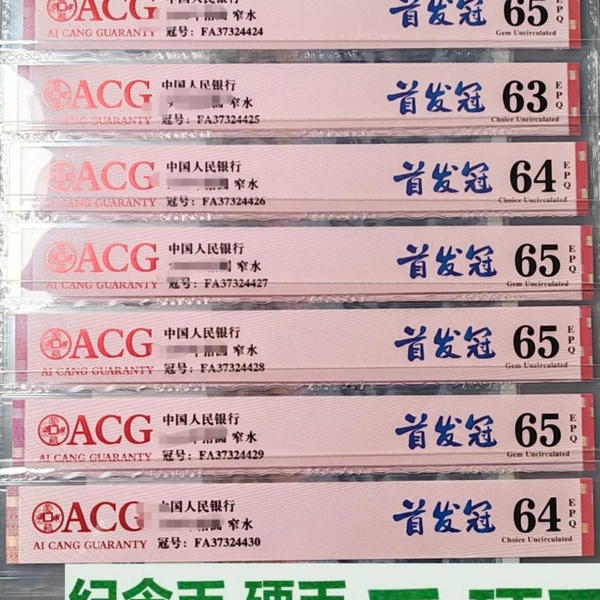 ACG 窄水 首发冠 65 EPQ
AI CANG GUARANTY 冠号：FA37324424 Gem Uncirculated
ACG 中国人民银行 首发冠 63 EPQ
窄水
AI CANG GUARANTY 冠号：FA37324425 Choice Uncirculated
ACG 中国人民银行 首发冠 64 EPQ
窄水
AI CANG GUARANTY 冠号：FA37324426 Choice Uncirculated
ACG 中国人民银行 首发冠 65 EPQ
窄水
AI CANG GUARANTY 冠号：FA37324427 Gem Uncirculated
ACG 中国人民银行 首发冠 65 EPQ
窄水
AI CANG GUARANTY 冠号：FA37324428 Gem Uncirculated
ACG 中国人民银行 首发冠 65 EPQ
窄水
AI CANG GUARANTY 冠号：FA37324429 Gem Uncirculated
ACG 中国人民银行 首发冠 64 EPQ
窄水
AI CANG GUARANTY 冠号：FA37324430 Choice Uncirculated
纪念币 硬币